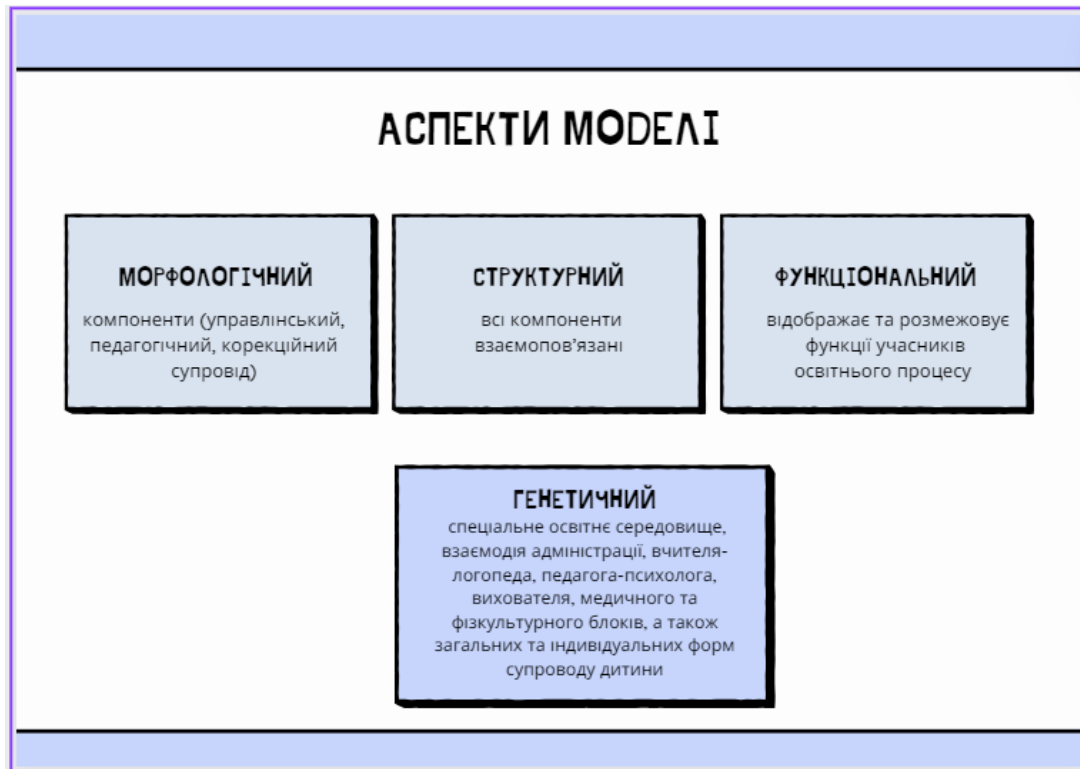 АСПЕКТИ МОДЕЛІ
МОРФОЛОГІЧНИЙ
компоненти (управлінський,
педагогічний, корекційний
супровід)
СТРУКТУРНИЙ
всі компоненти
взаємопов'язані
ФУНКЦІОНАЛЬНИЙ
відображає та розмежовує
функції учасників
освітнього процесу
ГЕНЕТИЧНИЙ
спеціальне освітнє середовище,
взаємодія адміністрації, вчителя-
логопеда, педагога-психолога,
вихователя, медичного та
фізкультурного блоків, а також
загальних та індивідуальних форм
супроводу дитини